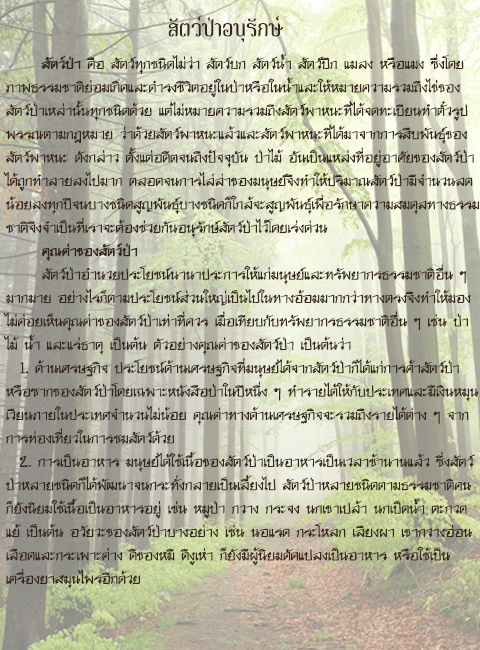 สัตว์ป่าอนุรักษ์
สัตว์ป่า คือ สัตว์ทุกชนิดไม่ว่า สัตว์บก สัตว์น้ำ สัตว์ปีก แมลง หรือแมง ซึ่งโดย
ภาพธรรมชาติย่อมเกิดและดำรงชีวิตอยู่ในป่าหรือในน้ำและให้หมายความรวมถึงไข่ของ
สัตว์ป่าเหล่านั้นทุกชนิดด้วย แต่ไม่หมายความรวมถึงสัตว์พาหนะที่ได้จดทะเบียนทำตั๋วรูป
พรรณตามกฎหมาย ว่าด้วยสัตว์พาหนะแล้วและสัตว์พาหนะที่ได้มาจากการสืบพันธุ์ของ
สัตว์พาหนะ ดังกล่าว ตั้งแต่อดีตจนถึงปัจจุบัน ป่าไม้ อันเป็นแหล่งที่อยู่อาศัยของสัตว์ป่า
ได้ถูกทำลายลงไปมาก ตลอดจนการไล่ล่าของมนุษย์จึงทำให้ปริมาณสัตว์ป่ามีจำนวนลด
น้อยลงทุกปีจนบางชนิดสูญพันธุ์บางชนิดก็ใกล้จะสูญพันธุ์เพื่อรักษาความสมดุลทางธรรม
ชาติจึงจำเป็นที่เราจะต้องช่วยกันอนุรักษ์สัตว์ป่าไว้โดยเร่งด่วน
คุณค่าของสัตว์ป่า
สัตว์ป่าอำนวยประโยชน์นานาประการให้แก่มนุษย์และทรัพยากรธรรมชาติอื่น ๆ
มากมาย อย่างไรก็ตามประโยชน์ส่วนใหญ่เป็นไปในทางอ้อมมากกว่าทางตรงจึงทำให้มอง
ไม่ค่อยเห็นคุณค่าของสัตว์ป่าเท่าที่ควร เมื่อเทียบกับทรัพยากรธรรมชาติอื่น ๆ เช่น ป่า
ไม้ น้ำ และแร่ธาตุ เป็นต้น ตัวอย่างคุณค่าของสัตว์ป่า เป็นต้นว่า
1. ด้านเศรษฐกิจ ประโยชน์ด้านเศรษฐกิจที่มนุษย์ได้จากสัตว์ป่าก็ได้แก่การค้าสัตว์ป่า
หรือซากของสัตว์ป่าโดยเฉพาะหนังสือป่าในปีหนึ่ง ๆ ทำรายได้ให้กับประเทศและมีเงินหมุน
เวียนภายในประเทศจำนวนไม่น้อย คุณค่าทางด้านเศรษฐกิจจะรวมถึงรายได้ต่าง ๆ จาก
การท่องเที่ยวในการชมสัตว์ด้วย
2. การเป็นอาหาร มนุษย์ได้ใช้เนื้อของสัตว์ป่าเป็นอาหารเป็นเวลาช้านานแล้ว ซึ่งสัตว์
ป่าหลายชนิดก็ได้พัฒนาจนกระทั่งกลายเป็นเลี้ยงไป สัตว์ป่าหลายชนิดตามธรรมชาติคน
ก็ยังนิยมใช้เนื้อเป็นอาหารอยู่ เช่น หมูป่า กวาง กระจง นกเขาเปล้า นกเป็ดน้ำ ตะกวด
แย้ เป็นต้น อวัยวะของสัตว์ป่าบางอย่าง เช่น นอแรด กระโหลก เลียงผา เขากวางอ่อน
เลือดและกระเพาะค่าง ดีของหมี ดีงูเห่า ก็ยังมีผู้นิยมดัดแปลงเป็นอาหาร หรือใช้เป็น
เครื่องยาสมุนไพรอีกด้วย